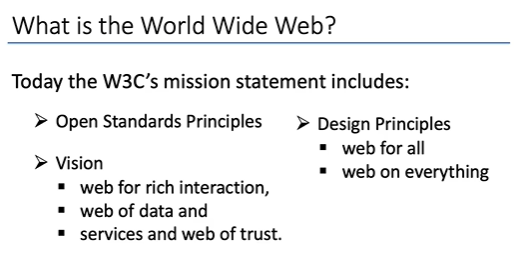 What is the World Wide Web?
Today the W3C’s mission statement includes:
➢ Open Standards Principles
➢ Vision
▪ web for rich interaction,
▪ web of data and
▪ services and web of trust.
➢ Design Principles
▪ web for all
▪ web on everything